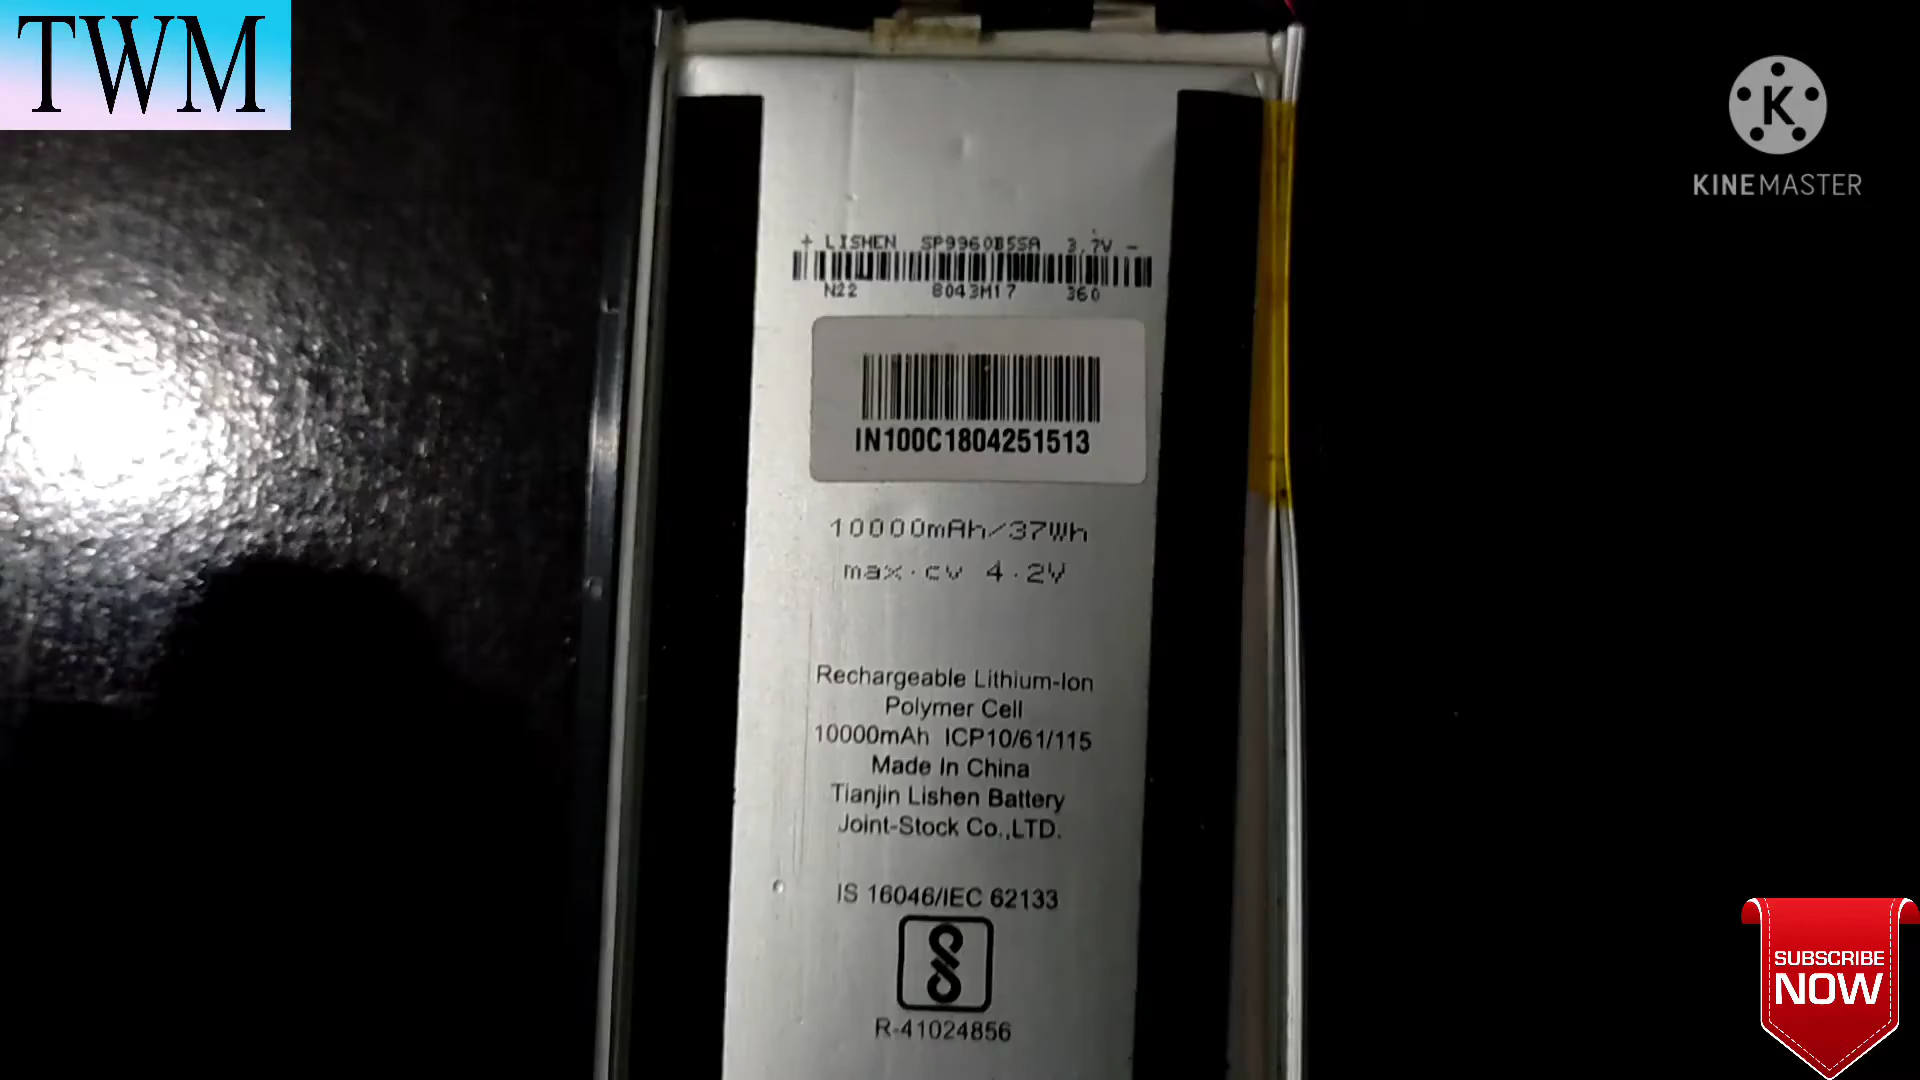 TWM
K
KINEMASTER
+ LISHEN SP9960B5SA 3.7V -
N22 8043M17 360
IN100C1804251513
10000mAh/37Wh
max.cv 4.2V
Rechargeable Lithium-Ion
Polymer Cell
10000mAh ICP10/61/115
Made In China
Tianjin Lishen Battery
Joint-Stock Co.,LTD.
IS 16046/IEC 62133
R-41024856
SUBSCRIBE
NOW